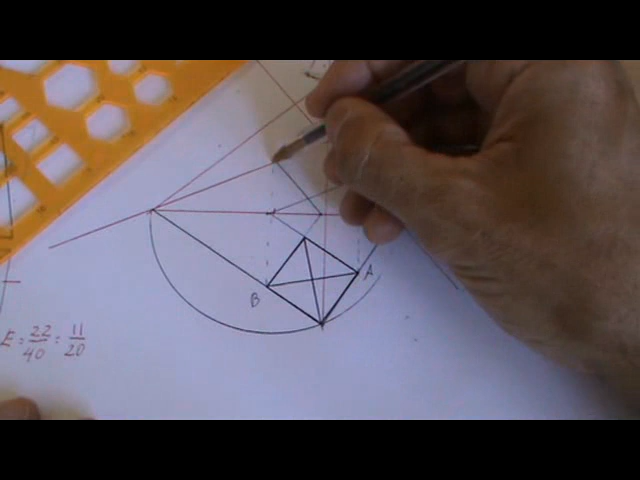 A
B
E = 22/40 = 11/20